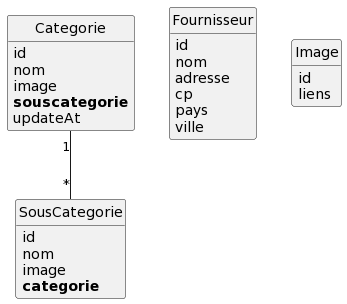 Categorie
id
nom
image
souscategorie
updateAt
1
*
SousCategorie
id
nom
image
categorie
Fournisseur
id
nom
adresse
cp
pays
ville
Image
id
liens